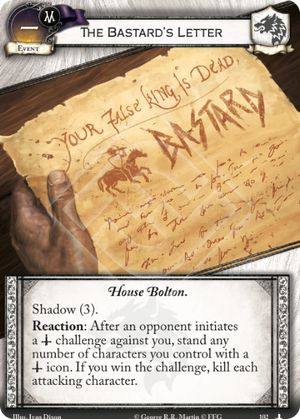 THE BASTARD'S LETTER
EVENT
YOUR FALSE KING IS DEAD,
BASTARD
House Bolton.
Shadow (3).
Reaction: After an opponent initiates
a challenge against you, stand any
number of characters you control with a
icon. If you win the challenge, kill each
attacking character.
Illus. Ivan Dixon
© George R.R. Martin © FFG
102